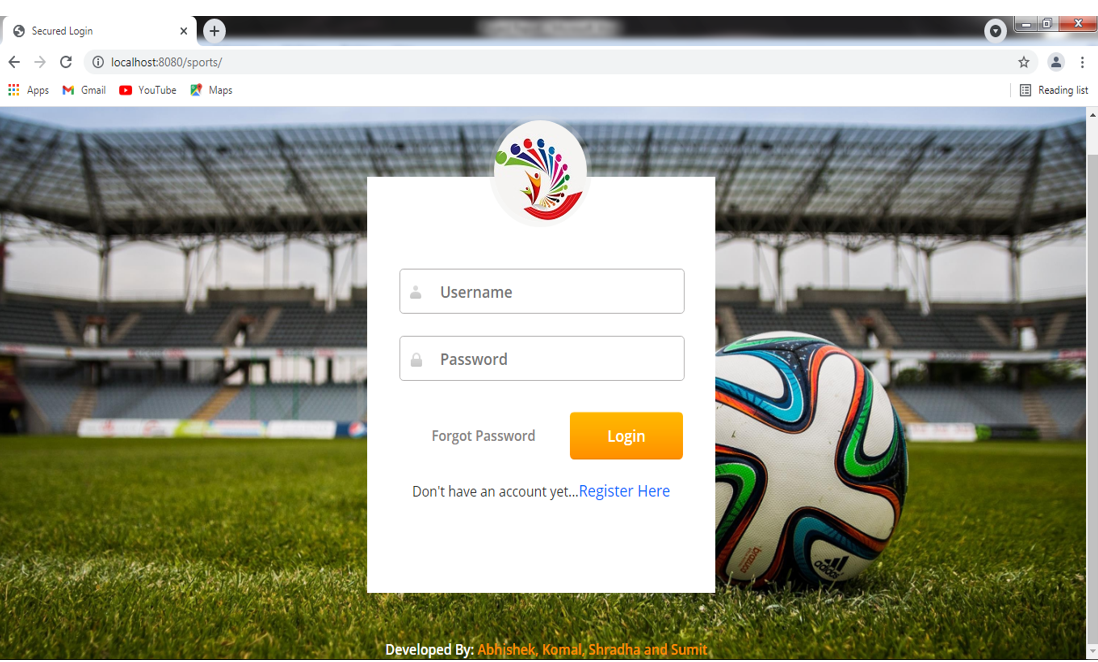 Secured Login
localhost:8080/sports/
Apps Gmail YouTube Maps Reading list
Username
Password
Forgot Password Login
Don't have an account yet...Register Here
adidas
Developed By: Abhishek, Komal, Shradha and Sumit